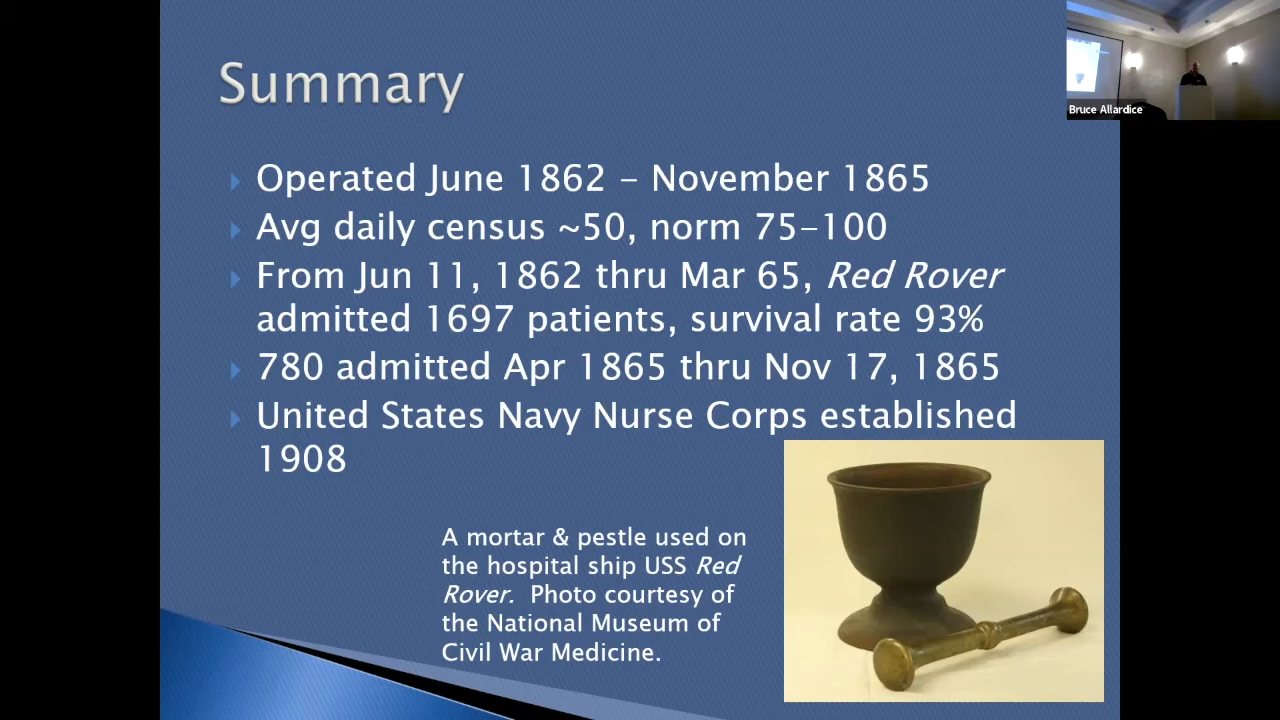 Summary
Operated June 1862 – November 1865
Avg daily census ~50, norm 75–100
From Jun 11, 1862 thru Mar 65, Red Rover
admitted 1697 patients, survival rate 93%
780 admitted Apr 1865 thru Nov 17, 1865
United States Navy Nurse Corps established
1908
A mortar & pestle used on
the hospital ship USS Red
Rover. Photo courtesy of
the National Museum of
Civil War Medicine.
Bruce Allardice